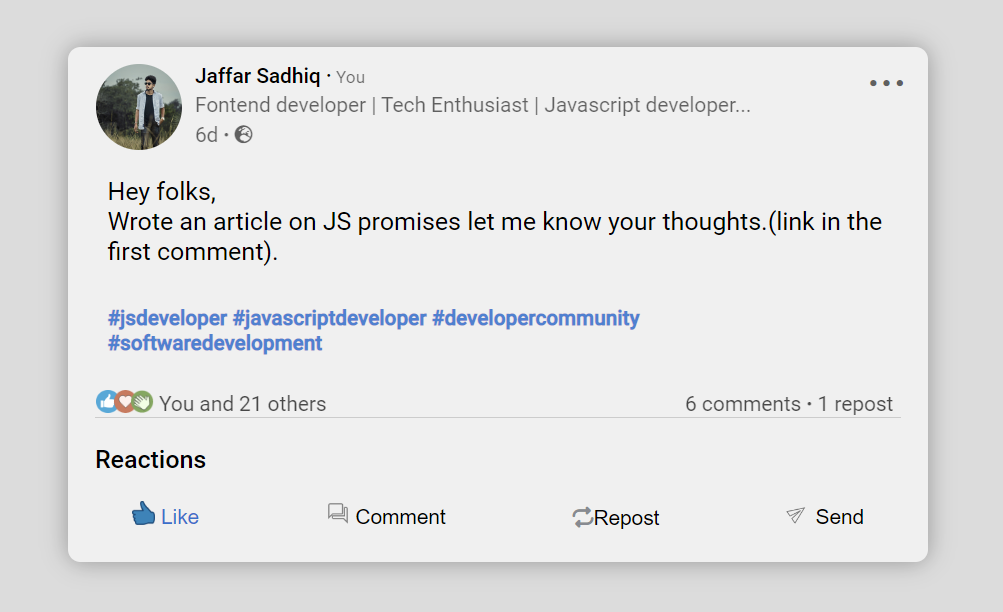 Jaffar Sadhiq · You
Fontend developer | Tech Enthusiast | Javascript developer...
6d ·
Hey folks,
Wrote an article on JS promises let me know your thoughts.(link in the
first comment).
#jsdeveloper #javascriptdeveloper #developercommunity
#softwaredevelopment
You and 21 others 6 comments · 1 repost
Reactions
Like Comment Repost Send